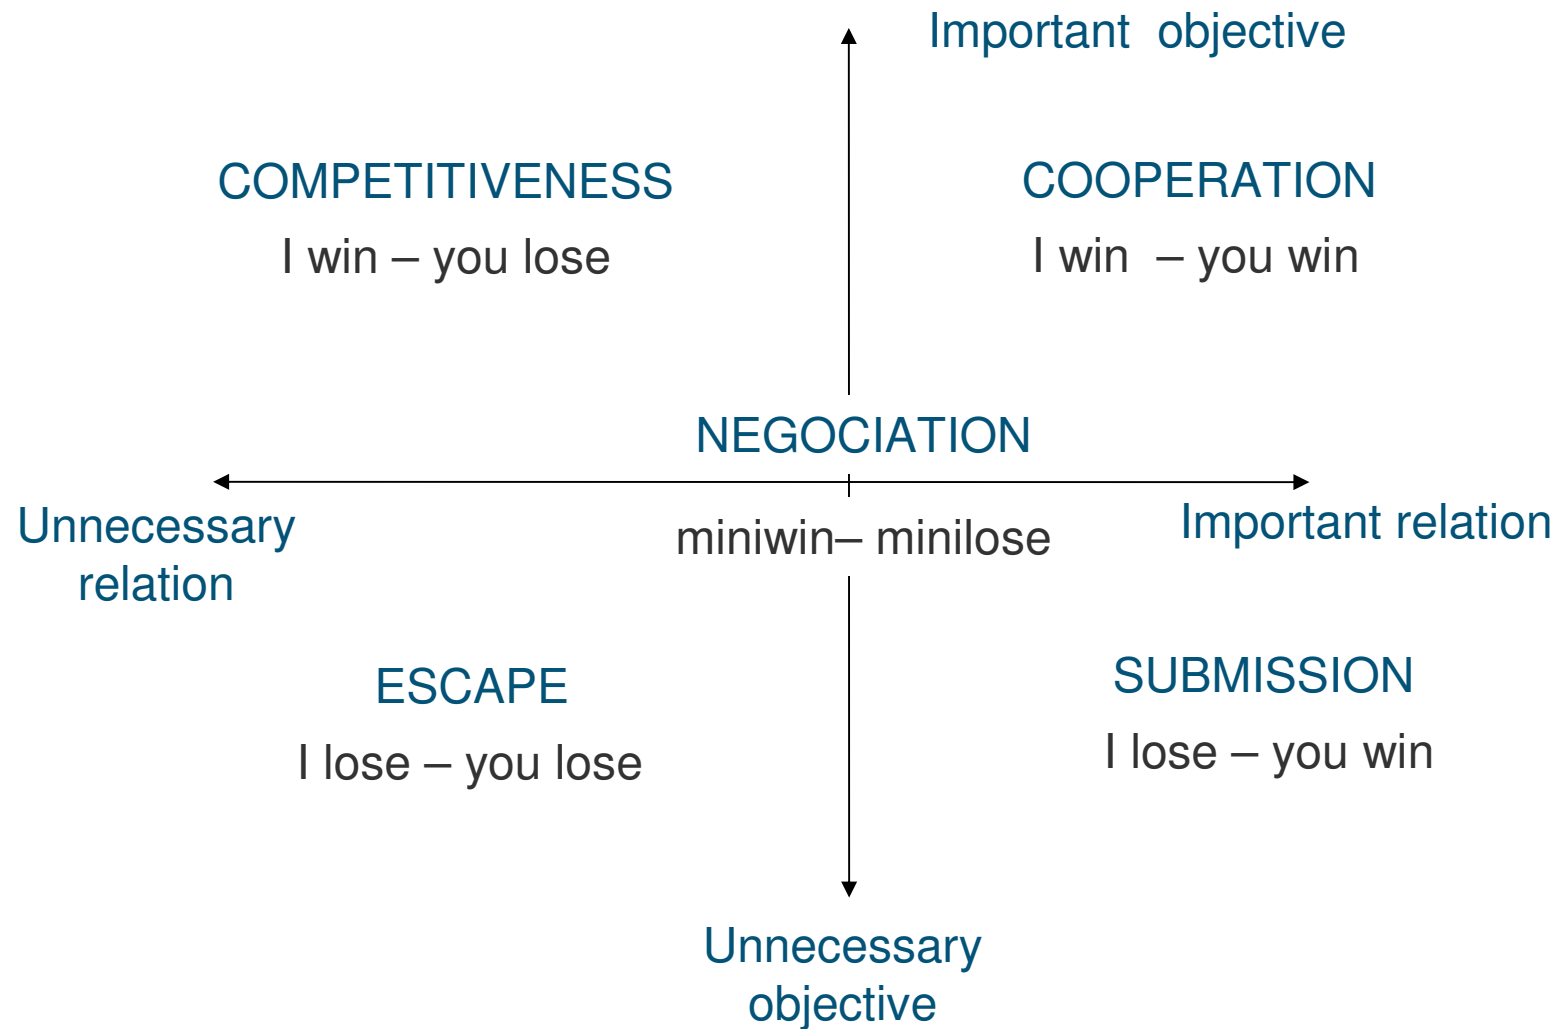 Important objective
COMPETITIVENESS
COOPERATION
I win – you lose
I win – you win
NEGOCIATION
Unnecessary
relation
miniwin– minilose
Important relation
ESCAPE
SUBMISSION
I lose – you lose
I lose – you win
Unnecessary
objective